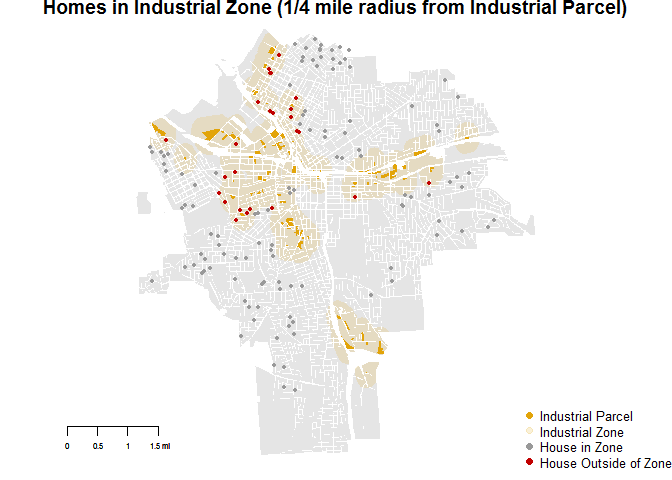 Homes in Industrial Zone (1/4 mile radius from Industrial Parcel)
Industrial Parcel
Industrial Zone
House in Zone
House Outside of Zone
0 0.5 1 1.5 mi